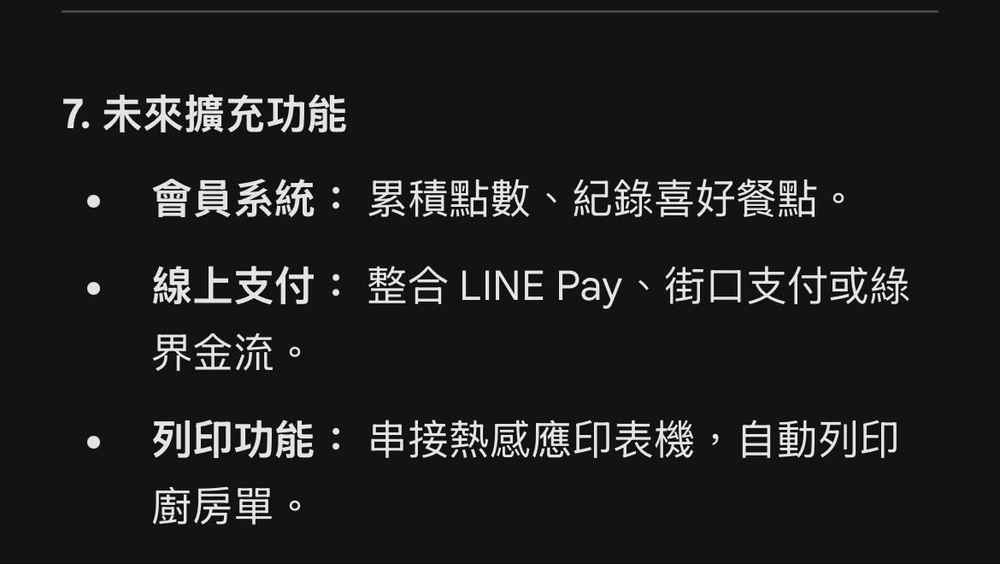 7. 未來擴充功能
• 會員系統： 累積點數、紀錄喜好餐點。
• 線上支付： 整合 LINE Pay、街口支付或綠
界金流。
• 列印功能： 串接熱感應印表機，自動列印
廚房單。